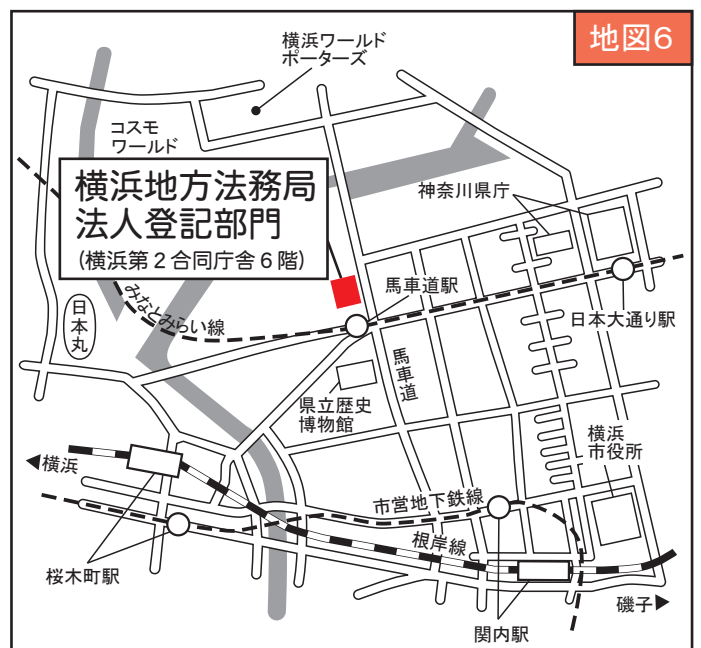 地図6
横浜ワールド
ポーターズ
コスモ
ワールド
横浜地方法務局
法人登記部門
(横浜第2合同庁舎6階)
神奈川県庁
馬車道駅
みなとみらい線
日本大通り駅
日本丸
馬車道
県立歴史
博物館
横浜
市役所
◀横浜
市営地下鉄線
根岸線
桜木町駅
磯子▶
関内駅